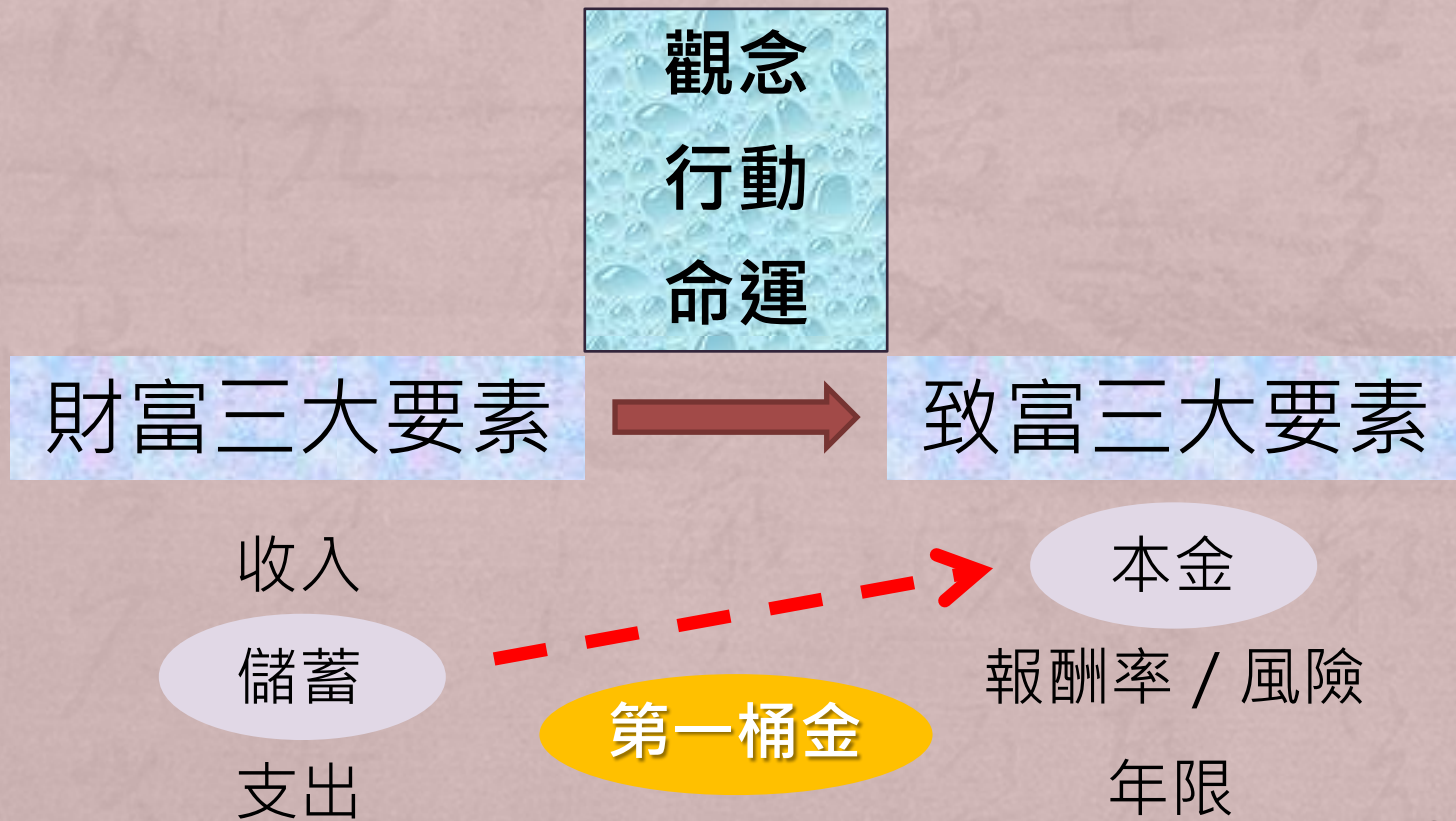 觀念
行動
命運
財富三大要素
致富三大要素
收入
儲蓄
支出
第一桶金
本金
報酬率 / 風險
年限